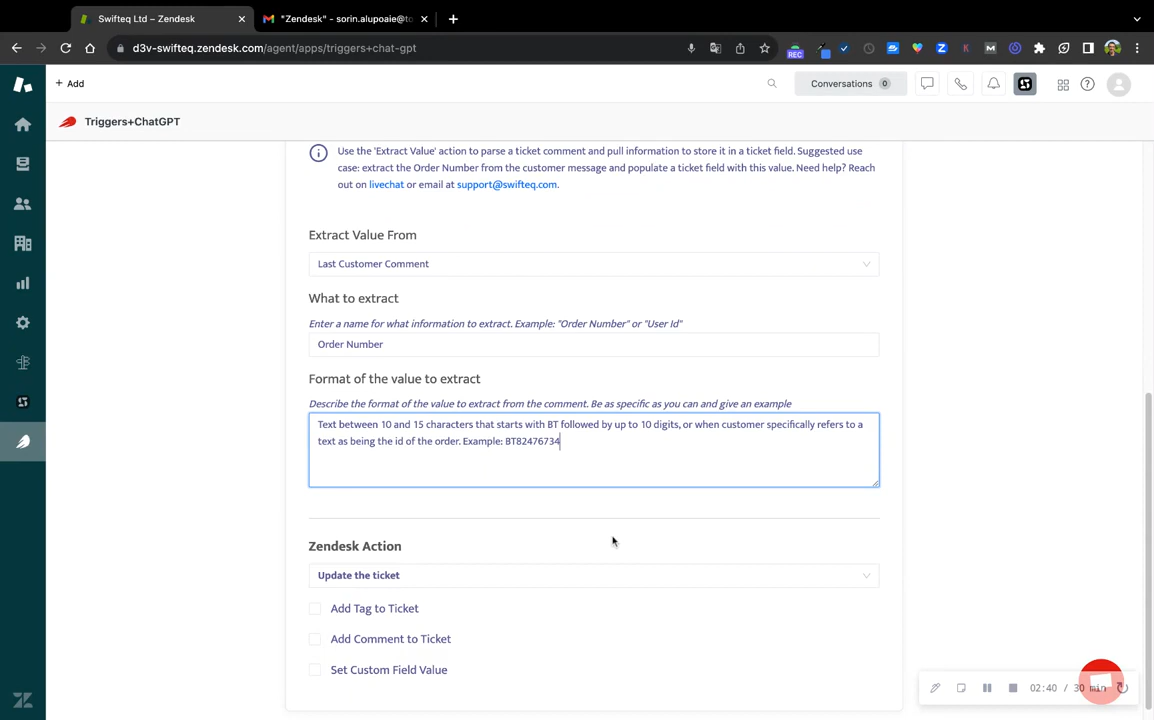 Swifteq Ltd – Zendesk
"Zendesk" - sorin.alupoaie@to
d3v-swifteq.zendesk.com/agent/apps/triggers+chat-gpt
REC
+ Add
Conversations 0
Triggers+ChatGPT
Use the 'Extract Value' action to parse a ticket comment and pull information to store it in a ticket field. Suggested use
case: extract the Order Number from the customer message and populate a ticket field with this value. Need help? Reach
out on livechat or email at support@swifteq.com.
Extract Value From
Last Customer Comment
What to extract
Enter a name for what information to extract. Example: "Order Number" or "User Id"
Order Number
Format of the value to extract
Describe the format of the value to extract from the comment. Be as specific as you can and give an example
Text between 10 and 15 characters that starts with BT followed by up to 10 digits, or when customer specifically refers to a
text as being the id of the order. Example: BT82476734
Zendesk Action
Update the ticket
Add Tag to Ticket
Add Comment to Ticket
Set Custom Field Value
02:40 / 30 min